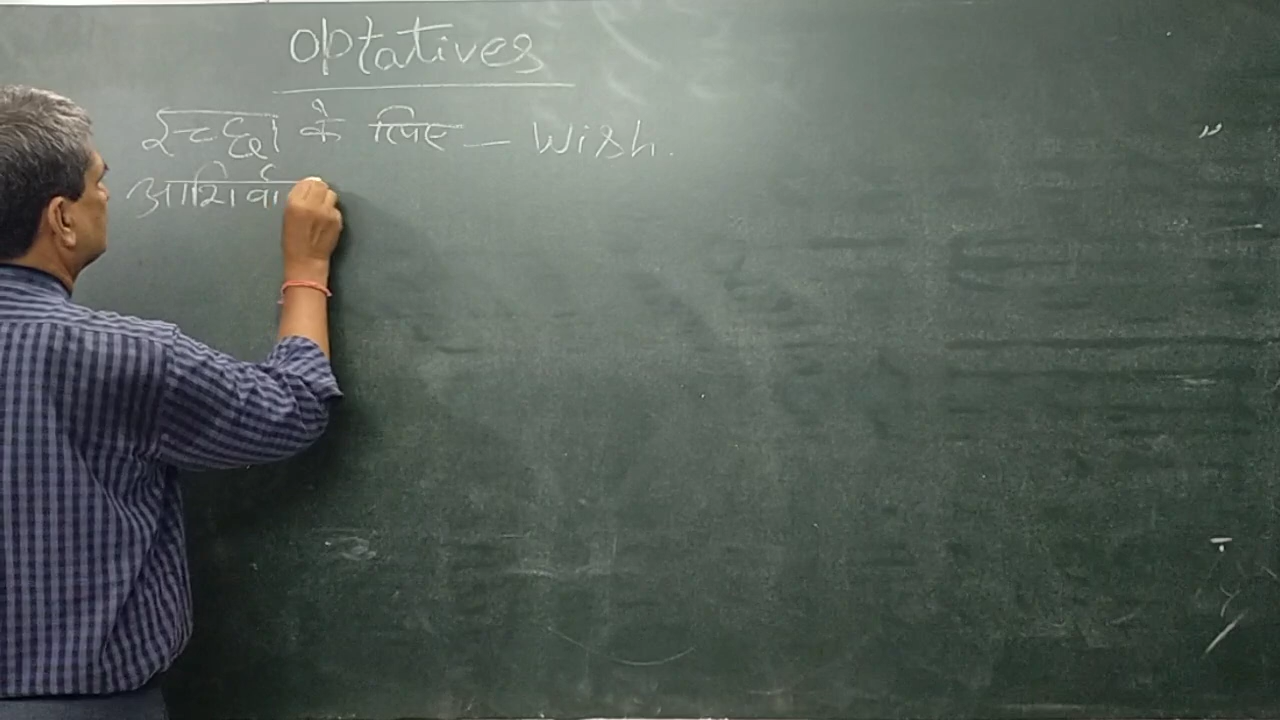 Optatives
इच्छा के लिए — Wish.
आशिर्वा